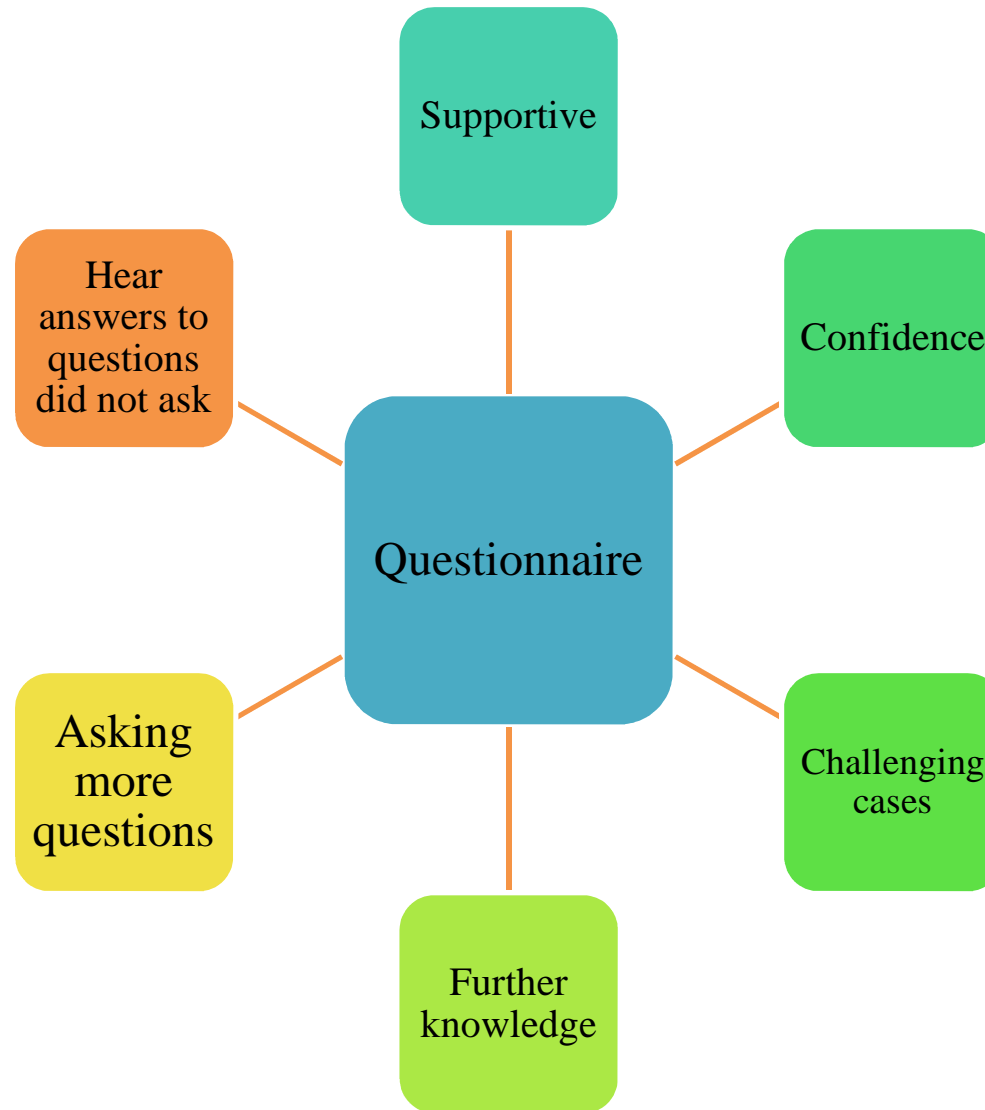 Supportive
Confidence
Challenging
cases
Further
knowledge
Asking
more
questions
Hear
answers to
questions
did not ask
Questionnaire